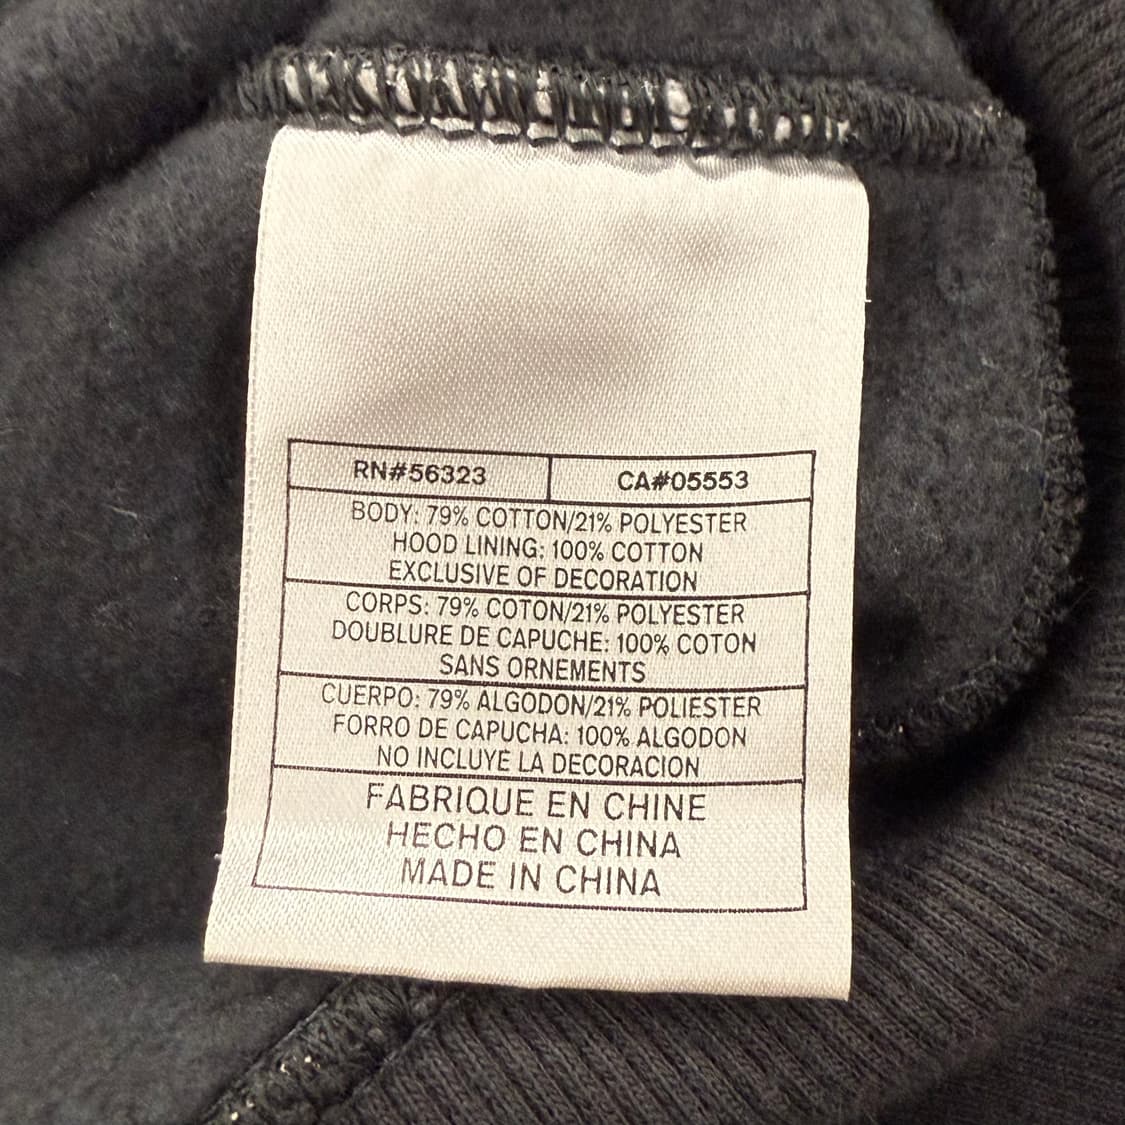 RN#56323 CA#05553
BODY: 79% COTTON/21% POLYESTER
HOOD LINING: 100% COTTON
EXCLUSIVE OF DECORATION
CORPS: 79% COTON/21% POLYESTER
DOUBLURE DE CAPUCHE: 100% COTON
SANS ORNEMENTS
CUERPO: 79% ALGODON/21% POLIESTER
FORRO DE CAPUCHA: 100% ALGODON
NO INCLUYE LA DECORACION
FABRIQUE EN CHINE
HECHO EN CHINA
MADE IN CHINA